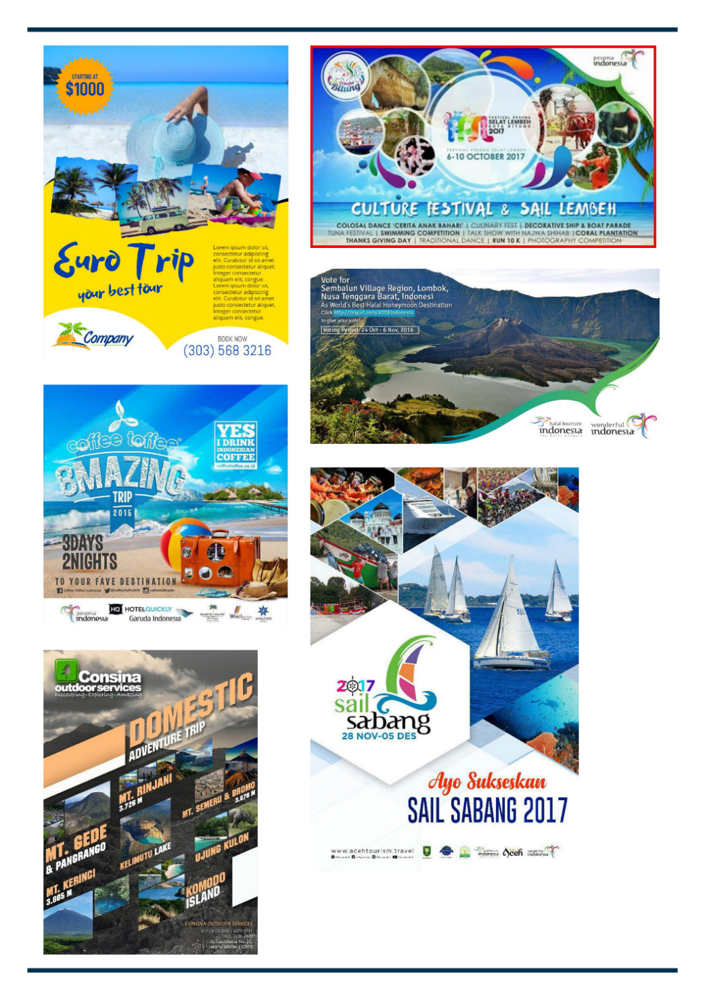 STARTING AT
$1000
Euro Trip
your best tour
Lorem ipsum dolor sit,
consectetur adipiscing
elit. Curabitur id sit amet
justo consectetur aliquet.
Integer consectetur
aliquam elit, congue.
Lorem ipsum dolor sit,
consectetur adipiscing
elit. Curabitur id sit amet
justo consectetur aliquet.
Integer consectetur
aliquam elit, congue.
Company
BOOK NOW
(303) 568 3216
coffee toffee
8MAZING
TRIP
2015
YES
I DRINK
INDONESIAN
COFFEE
coffeetoffee.co.id
3DAYS
2NIGHTS
TO YOUR FAVE DESTINATION
Coffee Toffee Indonesia @CoffeeToffeeIDN coffeetoffeeidn
pesona
indonesia
HQ HOTELQUICKLY
Garuda Indonesia
AMAZING
Consina
outdoor services
Discovering-Exploring-Amazing
DOMESTIC
ADVENTURE TRIP
MT. RINJANI
3.726 M
MT. SEMERU & BROMO
3.676 M
MT. GEDE
& PANGRANGO
KELIMUTU LAKE
UJUNG KULON
MT. KERINCI
3.805 M
KOMODO
ISLAND
CONSINA OUTDOOR SERVICES
Colorful
Bitung
pesona
indonesia
FESTIVAL PESONA
SELAT LEMBEH
KOTA BITUNG
2017
FESTIVAL PESONA SELAT LEMBEH
6-10 OCTOBER 2017
CULTURE FESTIVAL & SAIL LEMBEH
COLOSAL DANCE 'CERITA ANAK BAHARI' | CULINARY FEST | DECORATIVE SHIP & BOAT PARADE
TUNA FESTIVAL | SWIMMING COMPETITION | TALK SHOW WITH NAJWA SHIHAB | CORAL PLANTATION
THANKS GIVING DAY | TRADITIONAL DANCE | RUN 10 K | PHOTOGRAPHY COMPETITION
Vote for
Sembalun Village Region, Lombok,
Nusa Tenggara Barat, Indonesi
As World's Best Halal Honeymoon Destination
Click http://tinyurl.com/VOTEindonesia
to give your vote!
Voting Period: 24 Oct - 6 Nov, 2016
halal tourism
indonesia
wonderful
indonesia
2017
sail
sabang
28 NOV-05 DES
Ayo Sukseskan
SAIL SABANG 2017
www.acehtourism.travel
indonesia
Aceh
wonderful
indonesia